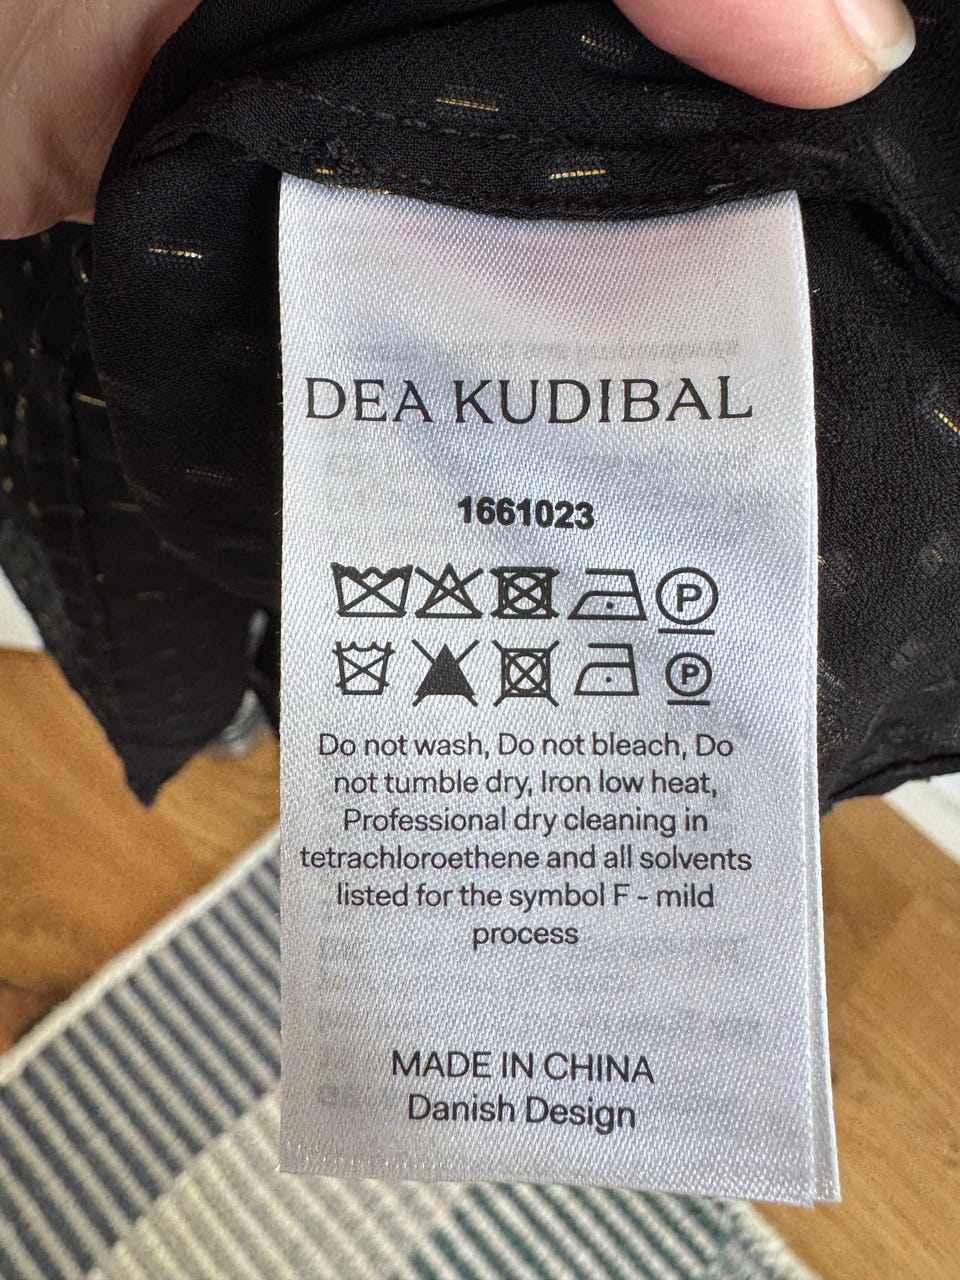 DEA KUDIBAL
1661023
P
P
Do not wash, Do not bleach, Do
not tumble dry, Iron low heat,
Professional dry cleaning in
tetrachloroethene and all solvents
listed for the symbol F - mild
process
MADE IN CHINA
Danish Design